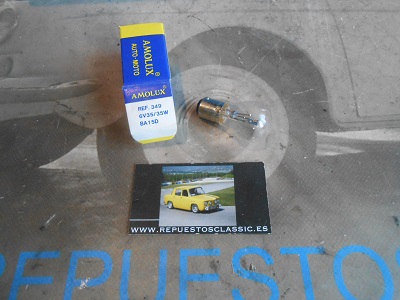 AMOLUX
AUTO-MOTO
AMOLUX
REF. 349
6V35/35W
BA15D
WWW.REPUESTOSCLASSIC.ES
REPUESTOS